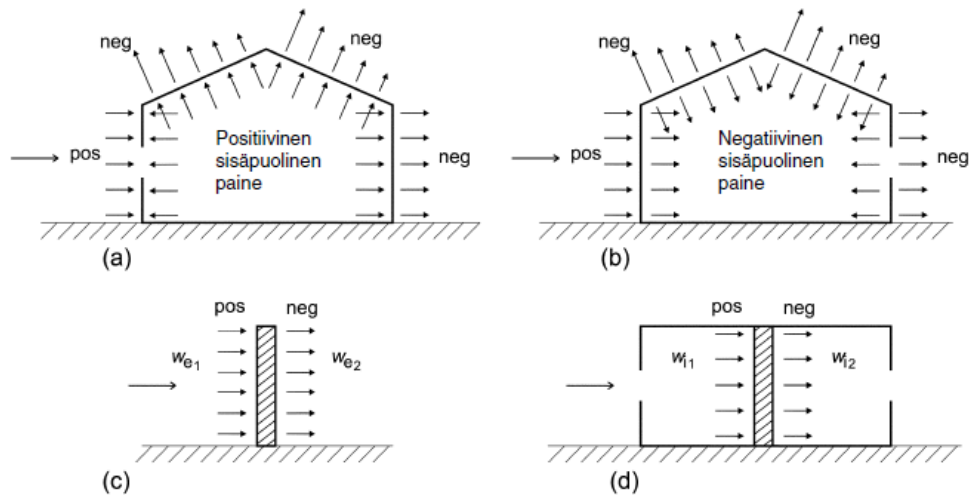 neg
neg
pos
Positiivinen
sisäpuolinen
paine
neg
(a)
neg
neg
pos
Negatiivinen
sisäpuolinen
paine
neg
(b)
pos
neg
we1
we2
(c)
pos
neg
wi1
wi2
(d)